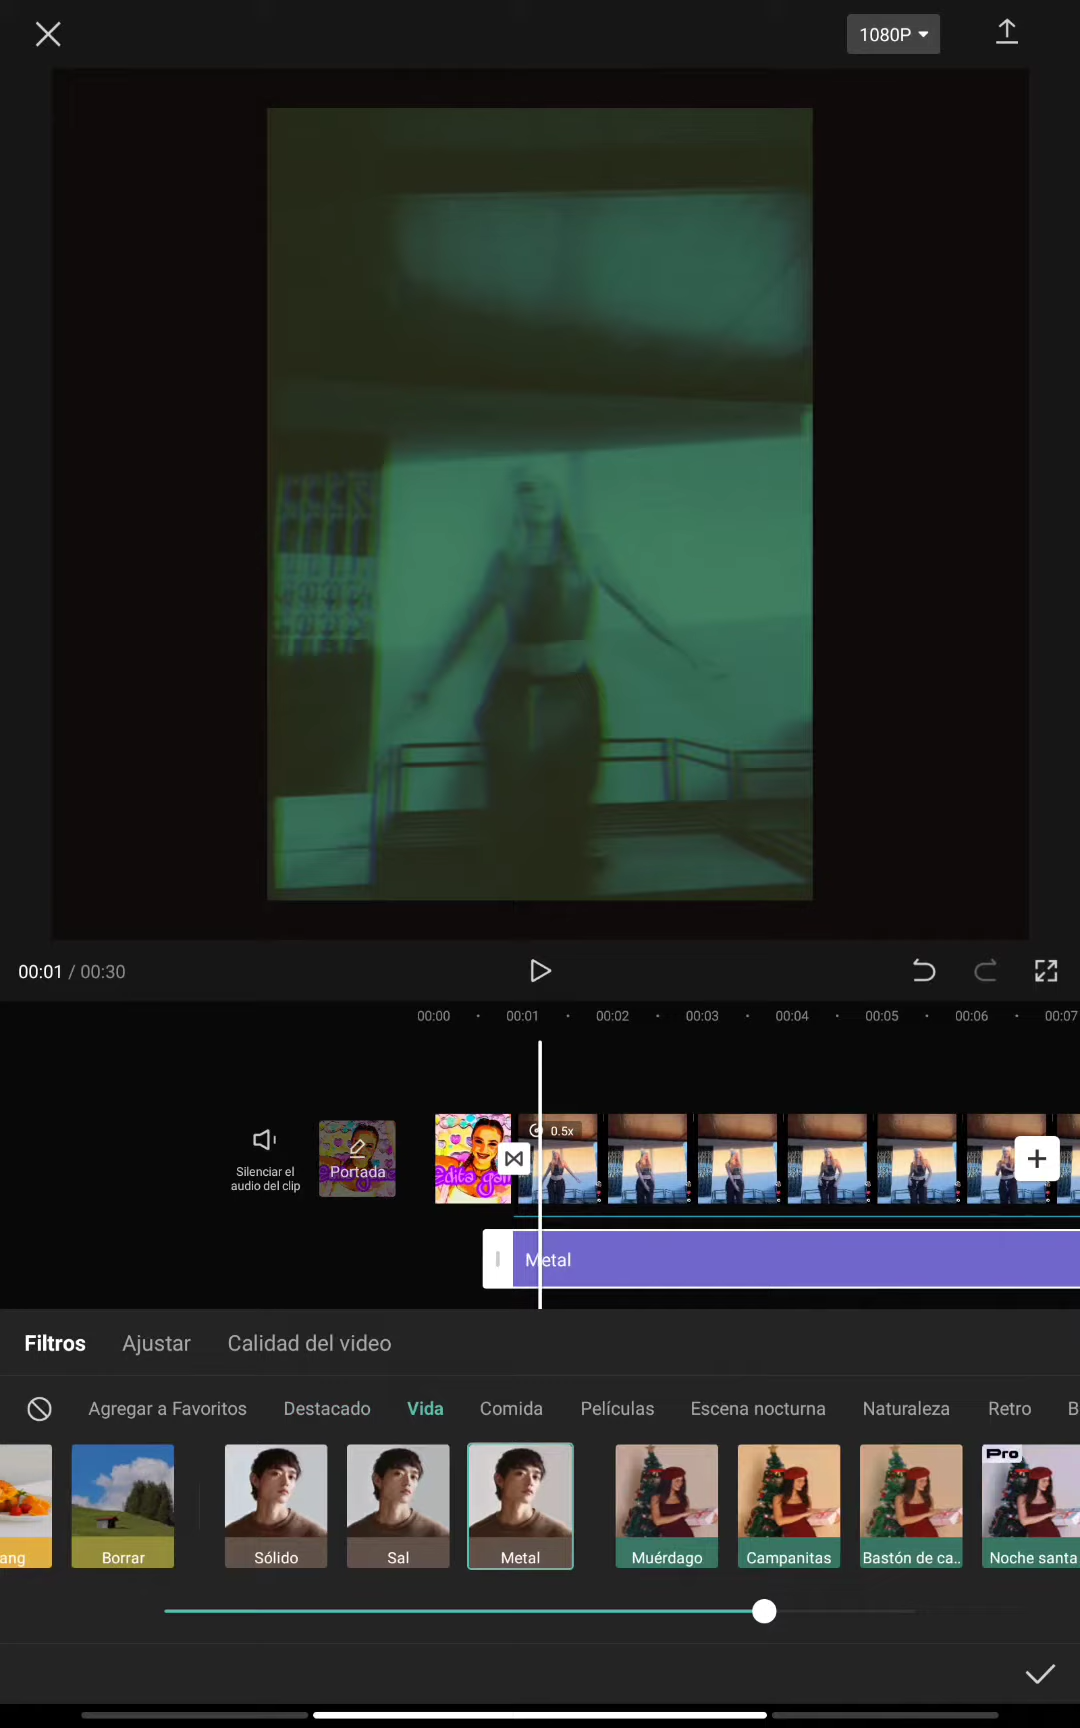 1080P
00:01 / 00:30
00:00 00:01 00:02 00:03 00:04 00:05 00:06 00:07
0.5x
Silenciar el
audio del clip
Portada
Metal
Filtros Ajustar Calidad del video
Agregar a Favoritos Destacado Vida Comida Películas Escena nocturna Naturaleza Retro B
Pro
ang Borrar Sólido Sal Metal Muérdago Campanitas Bastón de ca.. Noche santa